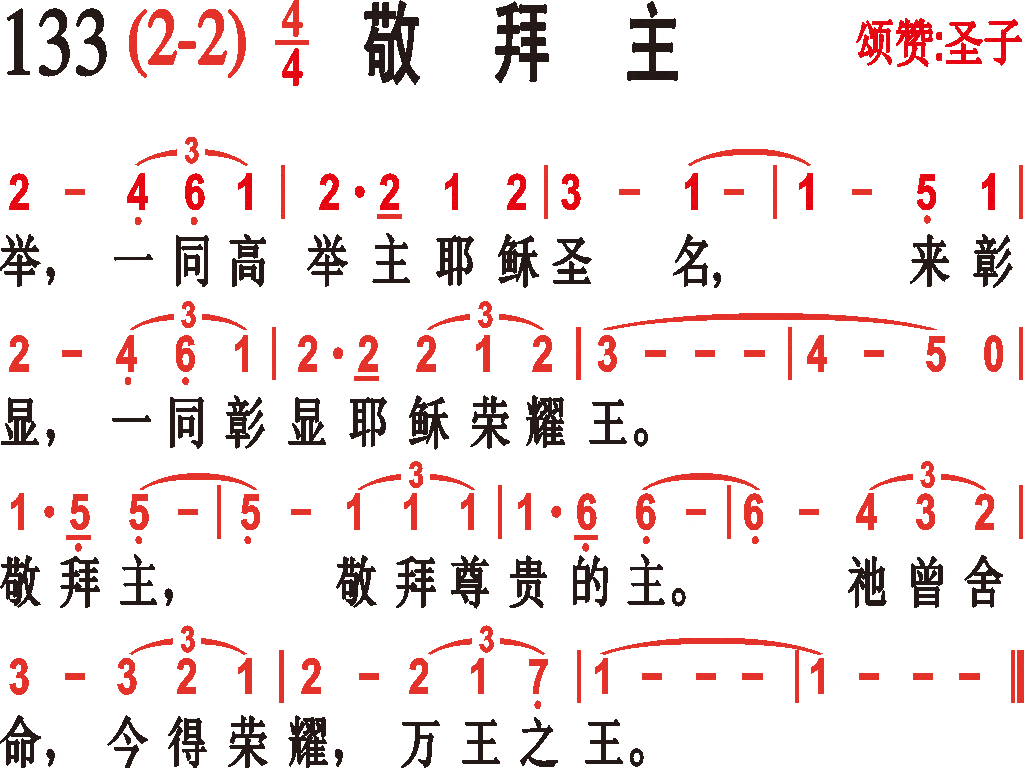 133 (2-2) 4/4 敬拜主 颂赞:圣子
2 - 4̣ 6̣ 1 | 2 · 2 1 2 | 3 - 1 - | 1 - 5̣ 1 |
举，一同高举主耶稣圣名，来彰
2 - 4̣ 6̣ 1 | 2 · 2 2 1 2 | 3 - - - | 4 - 5 0 |
显，一同彰显耶稣荣耀王。
1 · 5̣ 5̣ - | 5̣ - 1 1 1 | 1 · 6̣ 6̣ - | 6̣ - 4 3 2 |
敬拜主，敬拜尊贵的主。祂曾舍
3 - 3 2 1 | 2 - 2 1 7̣ | 1 - - - | 1 - - - ‖
命，今得荣耀，万王之王。